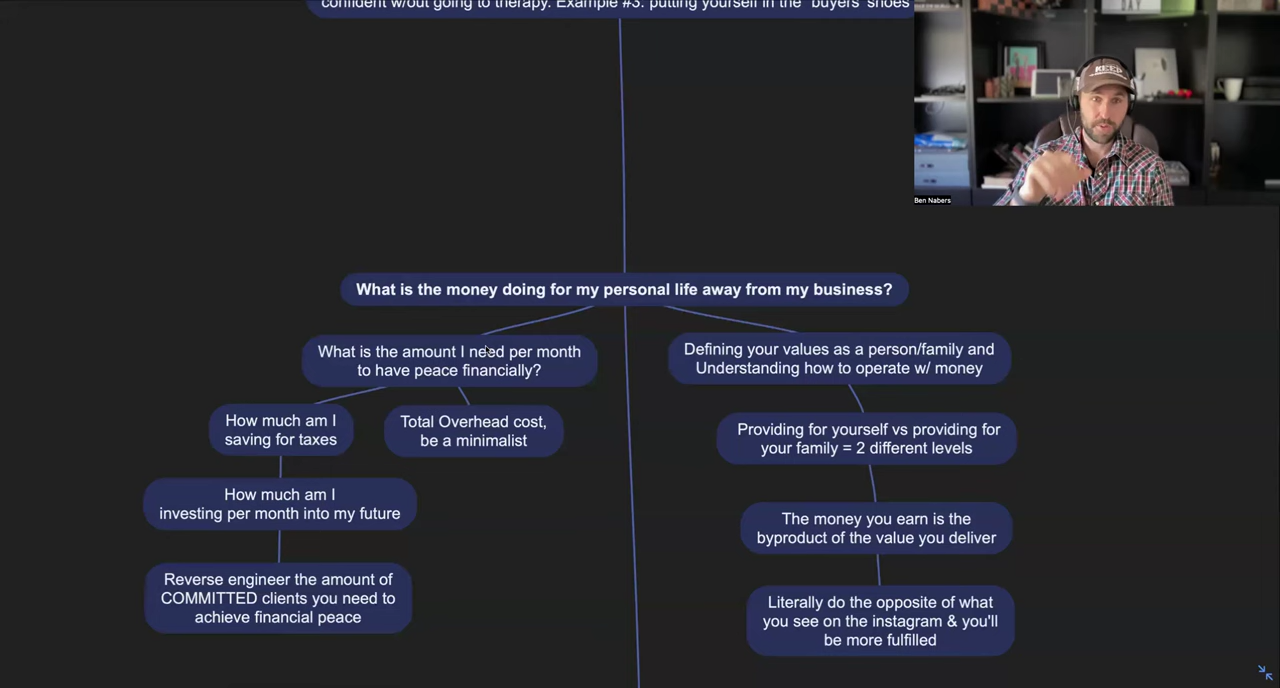 confident w/out going to therapy. Example #3: putting yourself in the "buyers" shoes
KEEP
Ben Nabers
What is the money doing for my personal life away from my business?
What is the amount I need per month
to have peace financially?
How much am I
saving for taxes
Total Overhead cost,
be a minimalist
How much am I
investing per month into my future
Reverse engineer the amount of
COMMITTED clients you need to
achieve financial peace
Defining your values as a person/family and
Understanding how to operate w/ money
Providing for yourself vs providing for
your family = 2 different levels
The money you earn is the
byproduct of the value you deliver
Literally do the opposite of what
you see on the instagram & you'll
be more fulfilled